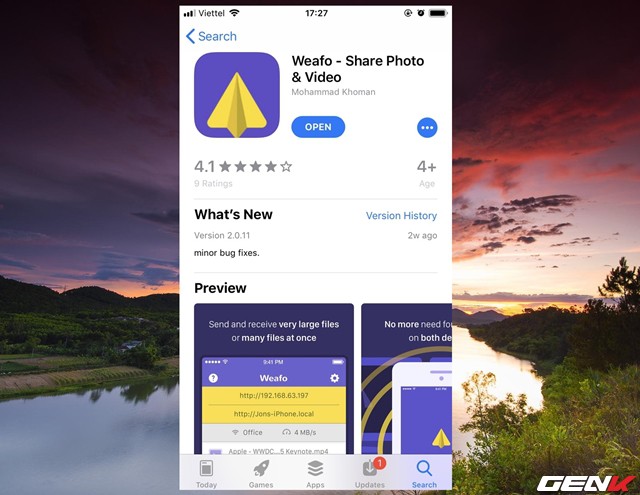 Viettel 17:27
Search
Weafo - Share Photo
& Video
Mohammad Khoman
OPEN
4.1 4+
9 Ratings Age
What's New Version History
Version 2.0.11 2w ago
minor bug fixes.
Preview
Send and receive very large files
or many files at once
9:41 PM
Weafo
http://192.168.63.197
http://Jons-iPhone.local
Office 4 MB/s
Apple - WWDC...5 Keynote.mp4
No more need fo
on both de
1
Today Games Apps Updates Search
GENK